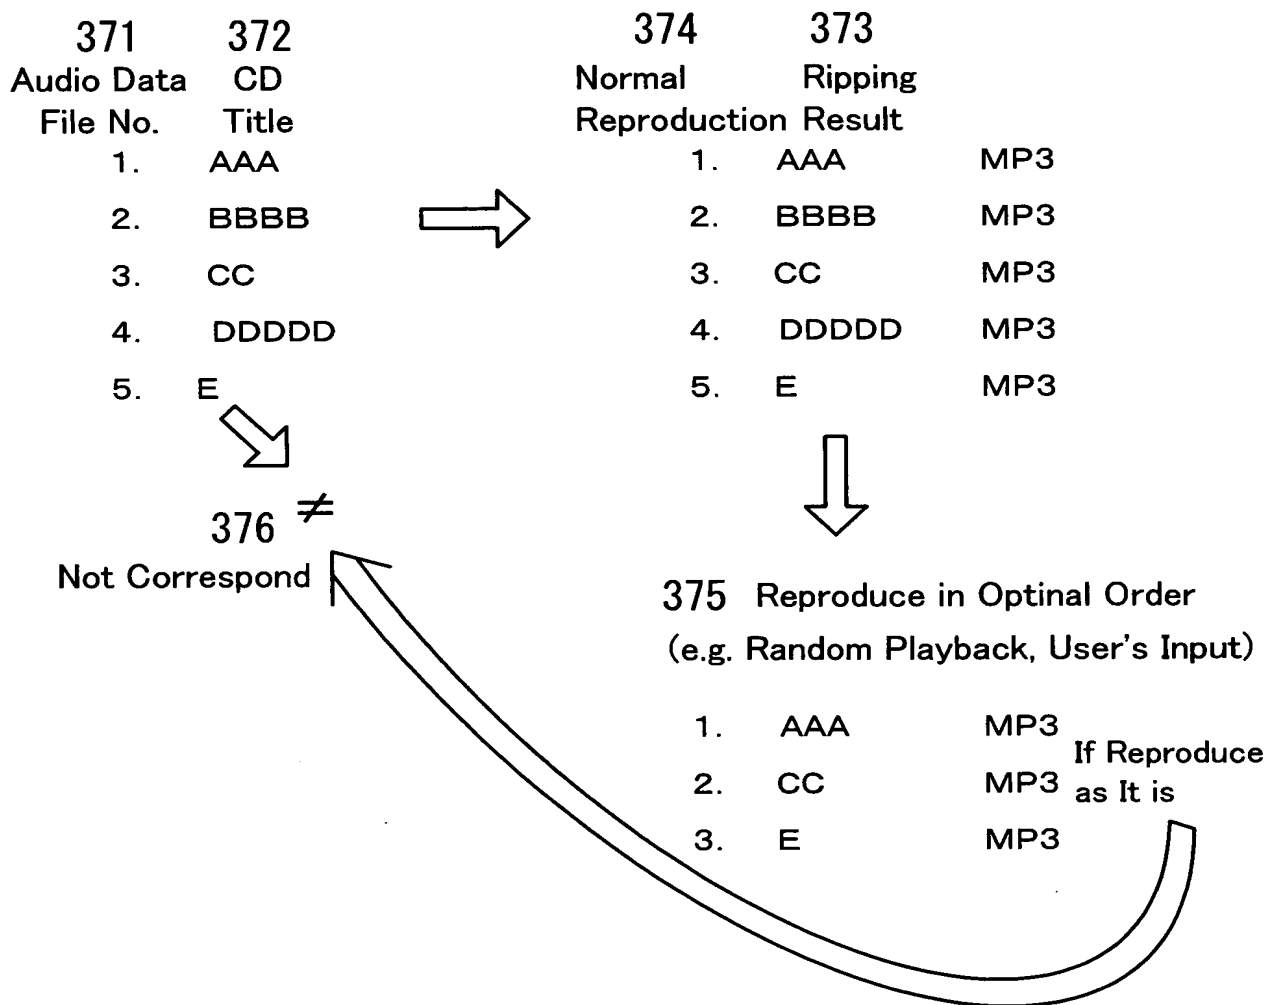 371 372
Audio Data CD
File No. Title
1. AAA
2. BBBB
3. CC
4. DDDDD
5. E
374 373
Normal Ripping
Reproduction Result
1. AAA MP3
2. BBBB MP3
3. CC MP3
4. DDDDD MP3
5. E MP3
≠
376
Not Correspond
375 Reproduce in Optinal Order
(e.g. Random Playback, User's Input)
1. AAA MP3
2. CC MP3
3. E MP3
If Reproduce
as It is